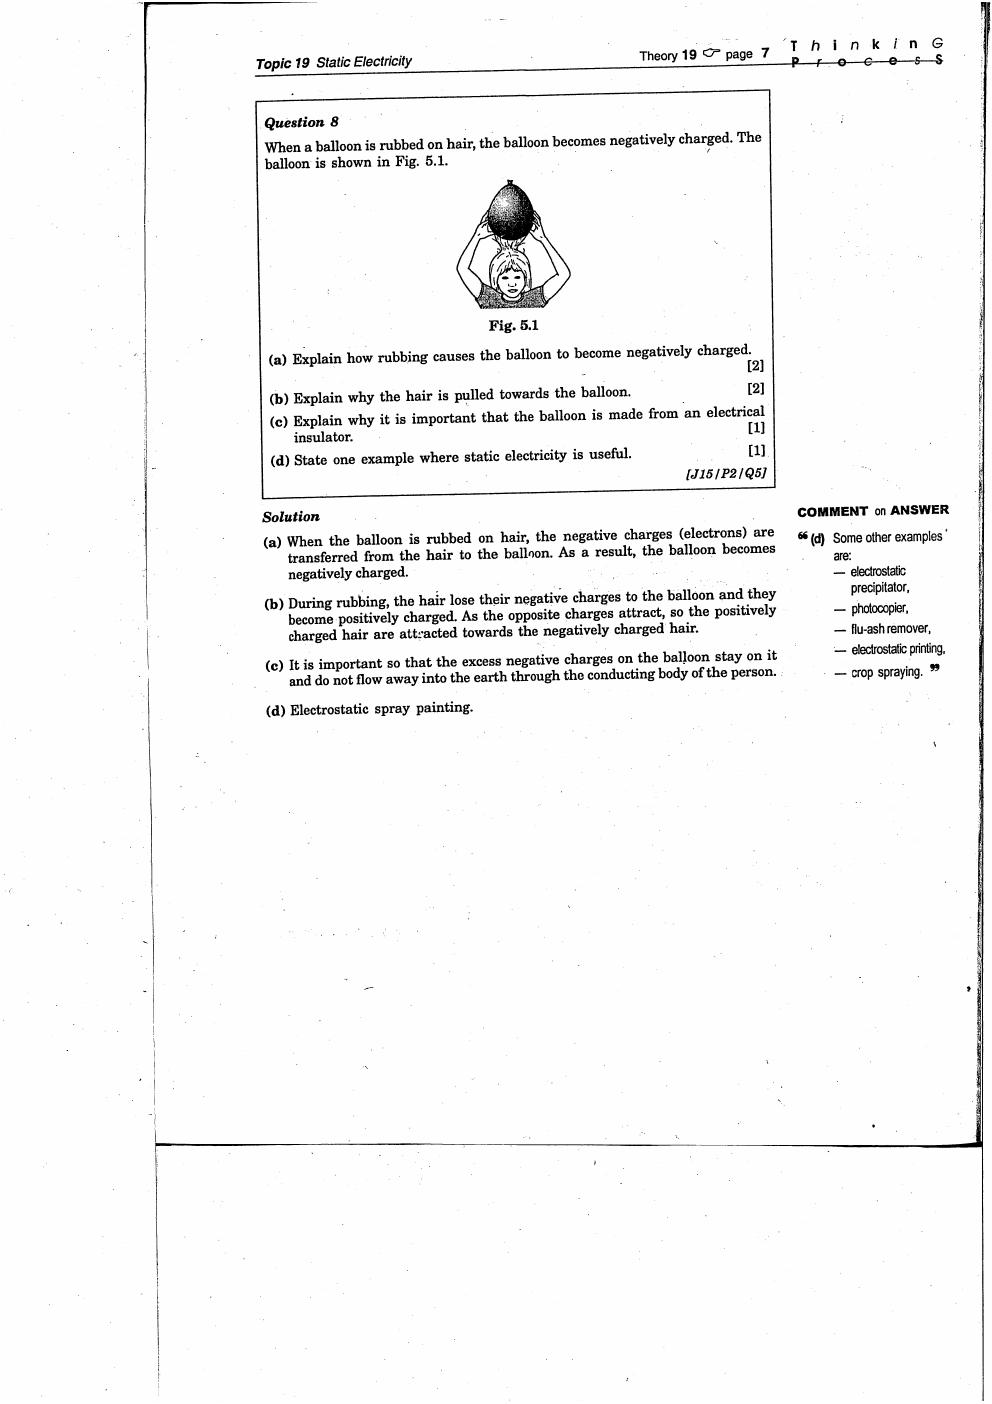 Topic 19 Static Electricity
Theory 19 ☞ page 7
T h i n k i n G
P r o c e s S
Question 8
When a balloon is rubbed on hair, the balloon becomes negatively charged. The
balloon is shown in Fig. 5.1.
Fig. 5.1
(a) Explain how rubbing causes the balloon to become negatively charged.
[2]
(b) Explain why the hair is pulled towards the balloon. [2]
(c) Explain why it is important that the balloon is made from an electrical
insulator. [1]
(d) State one example where static electricity is useful. [1]
[J15/P2/Q5]
Solution
(a) When the balloon is rubbed on hair, the negative charges (electrons) are
transferred from the hair to the balloon. As a result, the balloon becomes
negatively charged.
(b) During rubbing, the hair lose their negative charges to the balloon and they
become positively charged. As the opposite charges attract, so the positively
charged hair are attracted towards the negatively charged hair.
(c) It is important so that the excess negative charges on the balloon stay on it
and do not flow away into the earth through the conducting body of the person.
(d) Electrostatic spray painting.
COMMENT on ANSWER
“ (d) Some other examples
are:
— electrostatic
precipitator,
— photocopier,
— flu-ash remover,
— electrostatic printing,
— crop spraying. ”